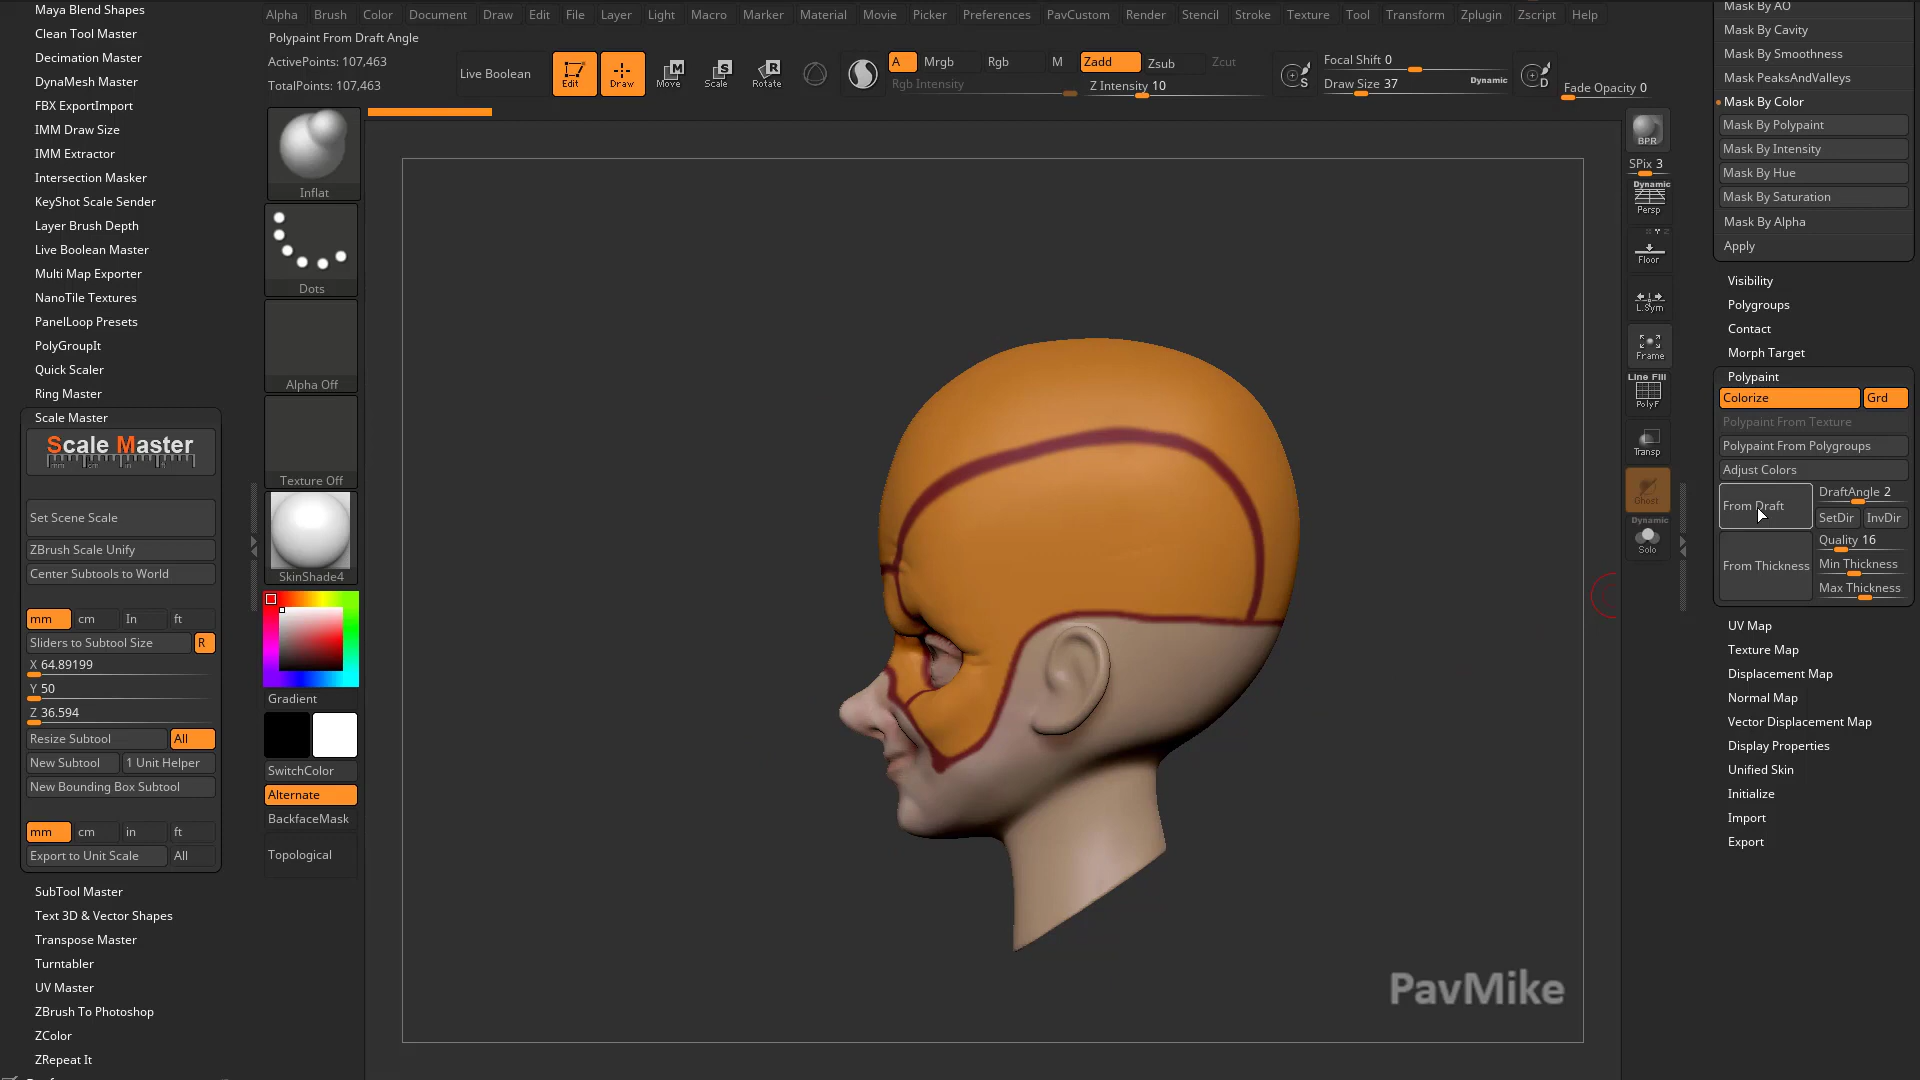 Maya Blend Shapes
Clean Tool Master
Decimation Master
DynaMesh Master
FBX ExportImport
IMM Draw Size
IMM Extractor
Intersection Masker
KeyShot Scale Sender
Layer Brush Depth
Live Boolean Master
Multi Map Exporter
NanoTile Textures
PanelLoop Presets
PolyGroupIt
Quick Scaler
Ring Master
Scale Master
Scale Master
mm cm in ft
Set Scene Scale
ZBrush Scale Unify
Center Subtools to World
mm cm In ft
Sliders to Subtool Size R
X 64.89199
Y 50
Z 36.594
Resize Subtool All
New Subtool 1 Unit Helper
New Bounding Box Subtool
mm cm in ft
Export to Unit Scale All
SubTool Master
Text 3D & Vector Shapes
Transpose Master
Turntabler
UV Master
ZBrush To Photoshop
ZColor
ZRepeat It
Alpha Brush Color Document Draw Edit File Layer Light Macro Marker Material Movie Picker Preferences PavCustom Render Stencil Stroke Texture Tool Transform Zplugin Zscript Help
Polypaint From Draft Angle
ActivePoints: 107,463
TotalPoints: 107,463
Live Boolean
Edit
Draw
M
Move
S
Scale
R
Rotate
A Mrgb Rgb M
Rgb Intensity
Zadd Zsub Zcut
Z Intensity 10
S
Focal Shift 0
Draw Size 37 Dynamic
D
Fade Opacity 0
Inflat
Dots
Alpha Off
Texture Off
SkinShade4
Gradient
SwitchColor
Alternate
BackfaceMask
Topological
PavMike
BPR
SPix 3
Dynamic
Persp
Floor
L.Sym
Frame
Line Fill
PolyF
Transp
Ghost
Dynamic
Solo
Mask By AO
Mask By Cavity
Mask By Smoothness
Mask PeaksAndValleys
Mask By Color
Mask By Polypaint
Mask By Intensity
Mask By Hue
Mask By Saturation
Mask By Alpha
Apply
Visibility
Polygroups
Contact
Morph Target
Polypaint
Colorize Grd
Polypaint From Texture
Polypaint From Polygroups
Adjust Colors
From Draft
DraftAngle 2
SetDir InvDir
From Thickness
Quality 16
Min Thickness
Max Thickness
UV Map
Texture Map
Displacement Map
Normal Map
Vector Displacement Map
Display Properties
Unified Skin
Initialize
Import
Export